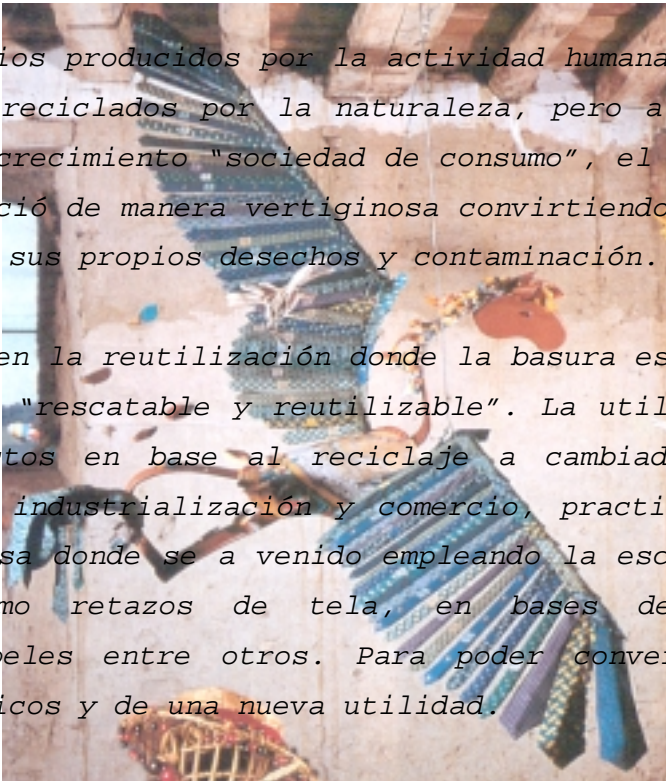 ios producidos por la actividad humana
reciclados por la naturaleza, pero a
crecimiento “sociedad de consumo”, el
ció de manera vertiginosa convirtiendo
sus propios desechos y contaminación.
en la reutilización donde la basura es
“rescatable y reutilizable”. La util
tos en base al reciclaje a cambiad
industrialización y comercio, practi
sa donde se a venido empleando la esc
mo retazos de tela, en bases de
peles entre otros. Para poder conver
icos y de una nueva utilidad.